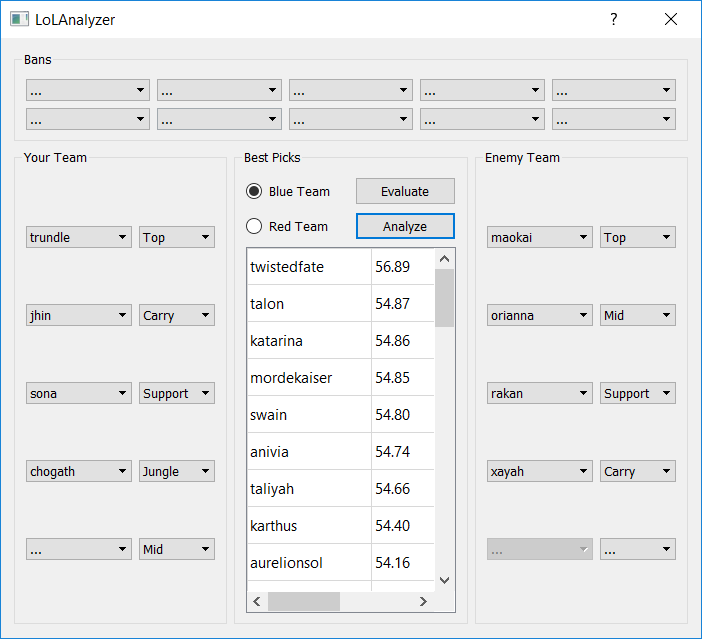 LoLAnalyzer ?
Bans
... ... ... ... ...
... ... ... ... ...
Your Team
trundle Top
jhin Carry
sona Support
chogath Jungle
... Mid
Best Picks
Blue Team Evaluate
Red Team Analyze
twistedfate 56.89
talon 54.87
katarina 54.86
mordekaiser 54.85
swain 54.80
anivia 54.74
taliyah 54.66
karthus 54.40
aurelionsol 54.16
Enemy Team
maokai Top
orianna Mid
rakan Support
xayah Carry
... ...